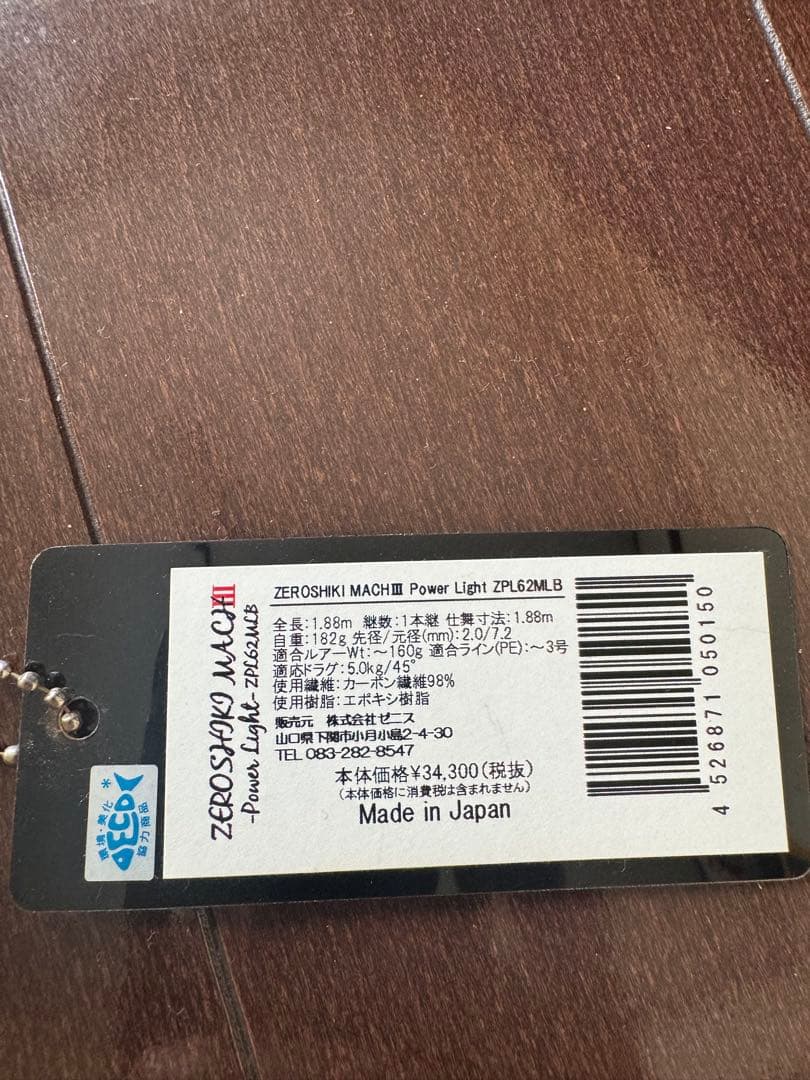 ZEROSHIKI MACHⅢ
-Power Light- ZPL62MLB
ZEROSHIKI MACHⅢ Power Light ZPL62MLB
全長:1.88m 継数:1本継 仕舞寸法:1.88m
自重:182g 先径/元径(mm):2.0/7.2
適合ルアーWt:～160g 適合ライン(PE):～3号
適応ドラグ:5.0kg/45°
使用繊維:カーボン繊維98%
使用樹脂:エポキシ樹脂
販売元 株式会社ゼニス
山口県下関市小月小島2-4-30
TEL 083-282-8547
本体価格¥34,300(税抜)
(本体価格に消費税は含まれません)
Made in Japan
4 526871 050150
環境・美化
ECO
協力商品